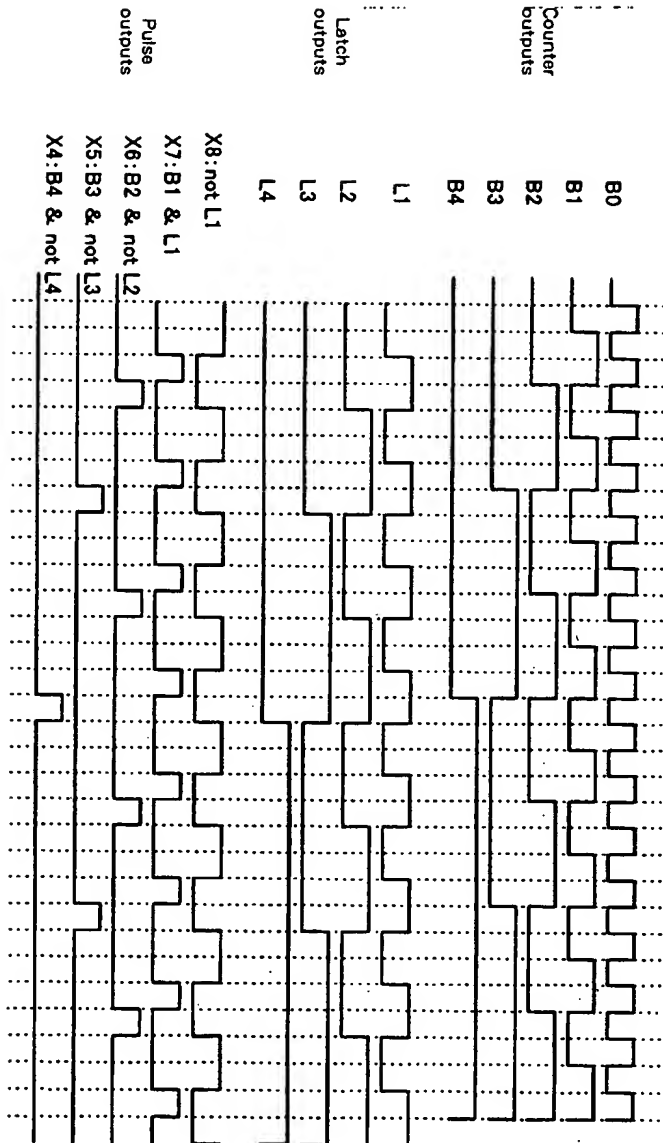 Counter
outputs
B0
B1
B2
B3
B4
Latch
outputs
L1
L2
L3
L4
Pulse
outputs
X8:not L1
X7:B1 & L1
X6:B2 & not L2
X5:B3 & not L3
X4:B4 & not L4